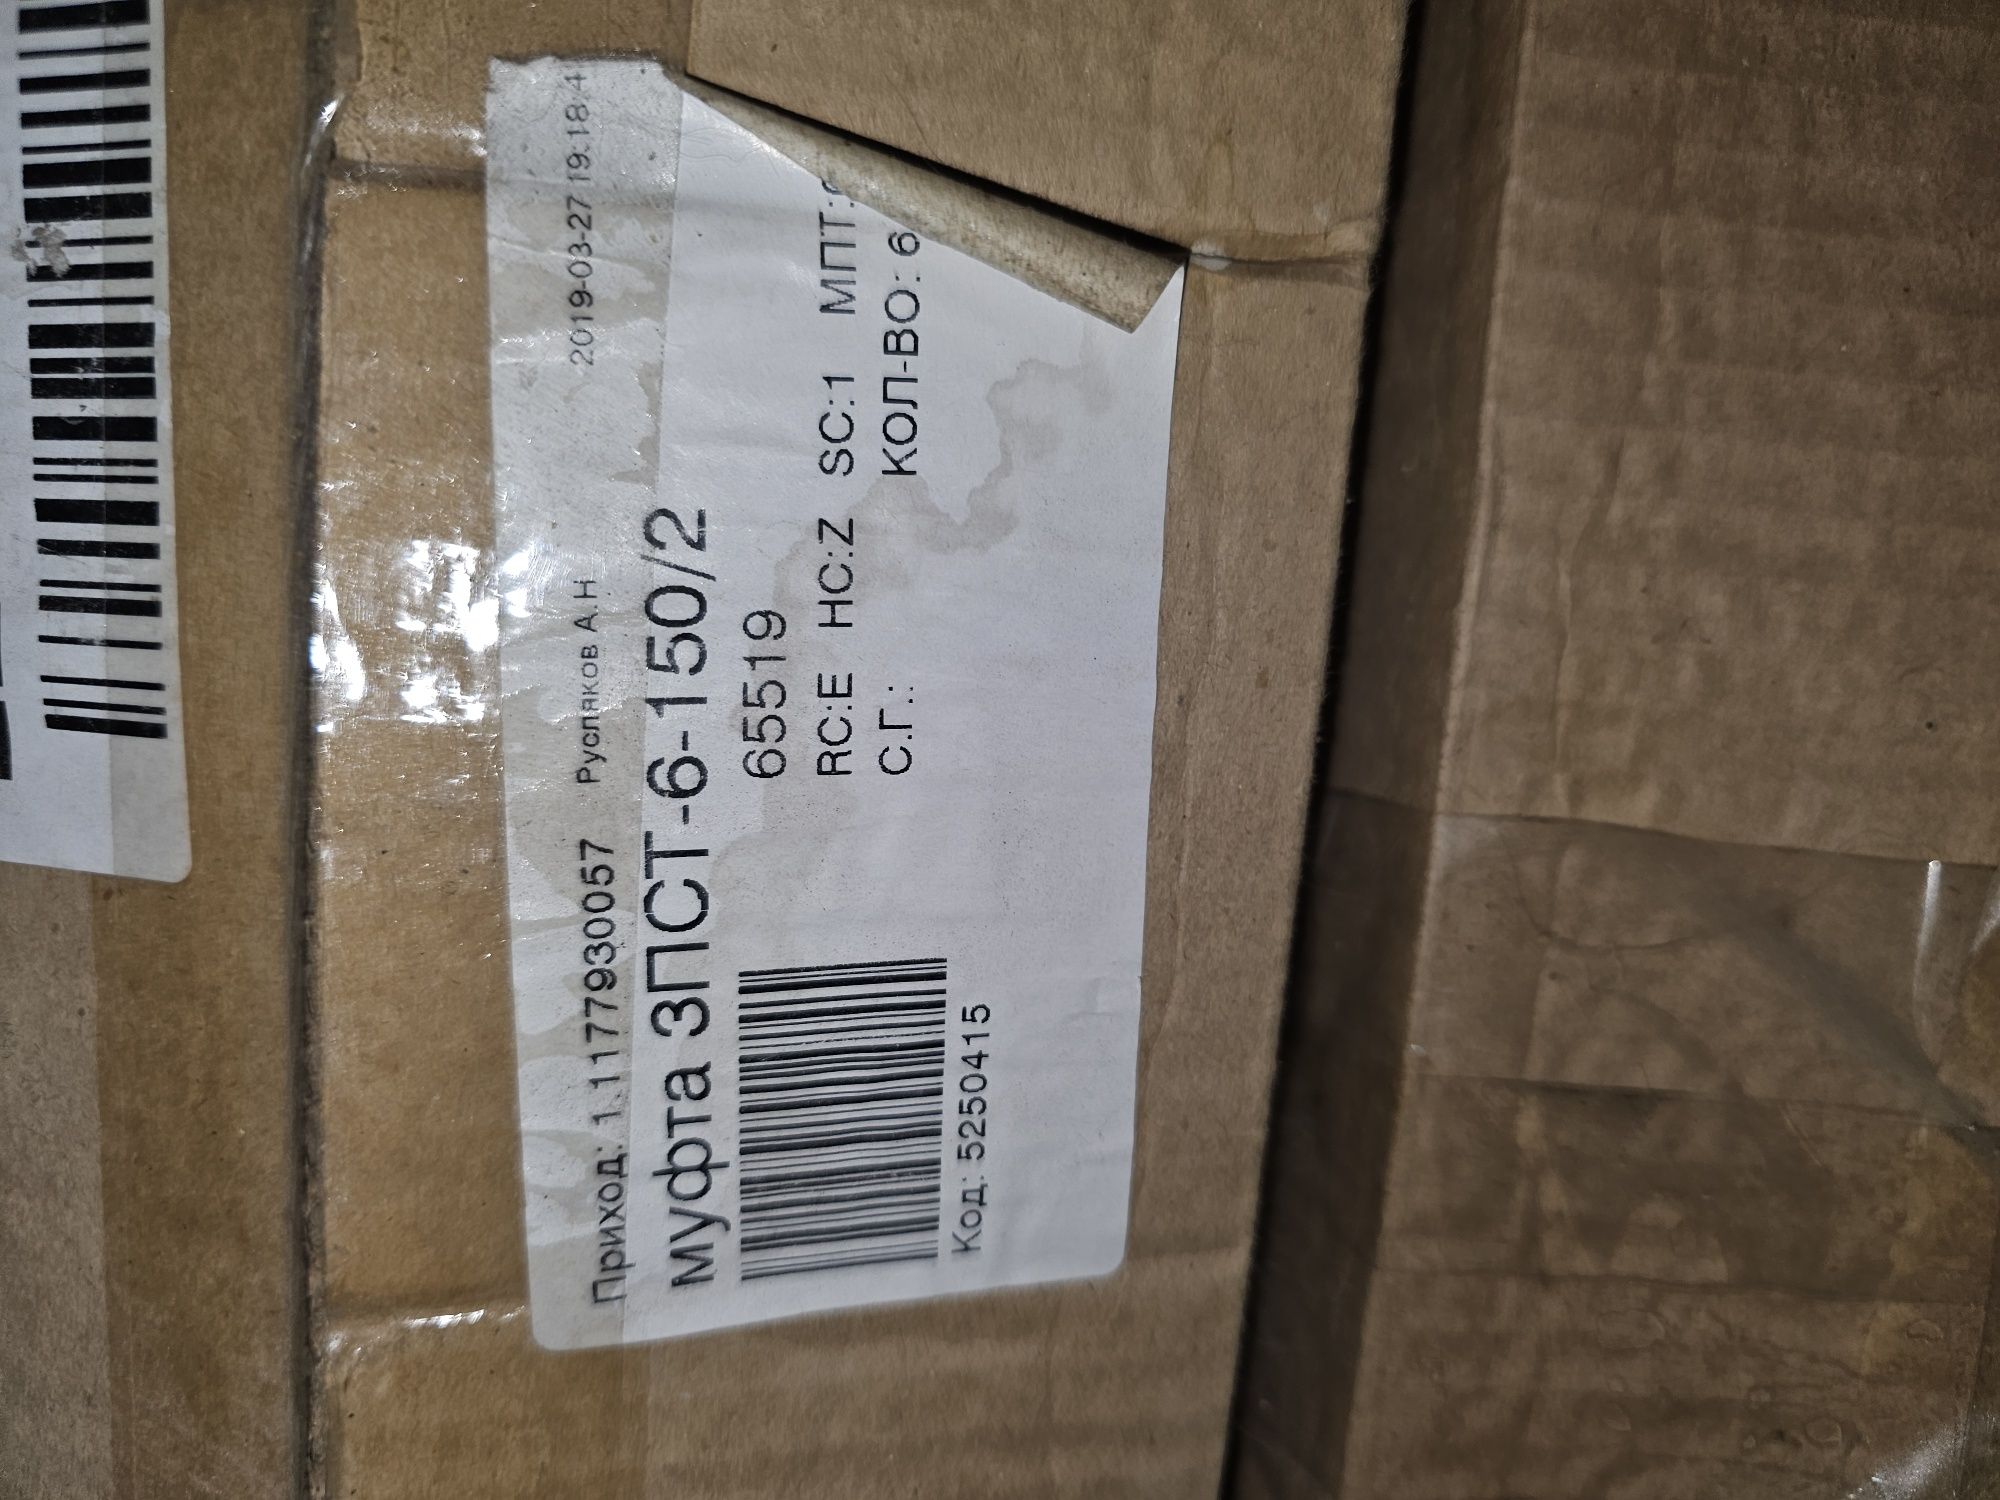 Приход: 1.1177930057 Русляков А.Н 2019-03-27 19:18:4
муфта 3ПСТ-6-150/2
65519
RC:E HC:Z SC:1 МПТ:
С.Г.: КОЛ-ВО: 6
Код: 5250415